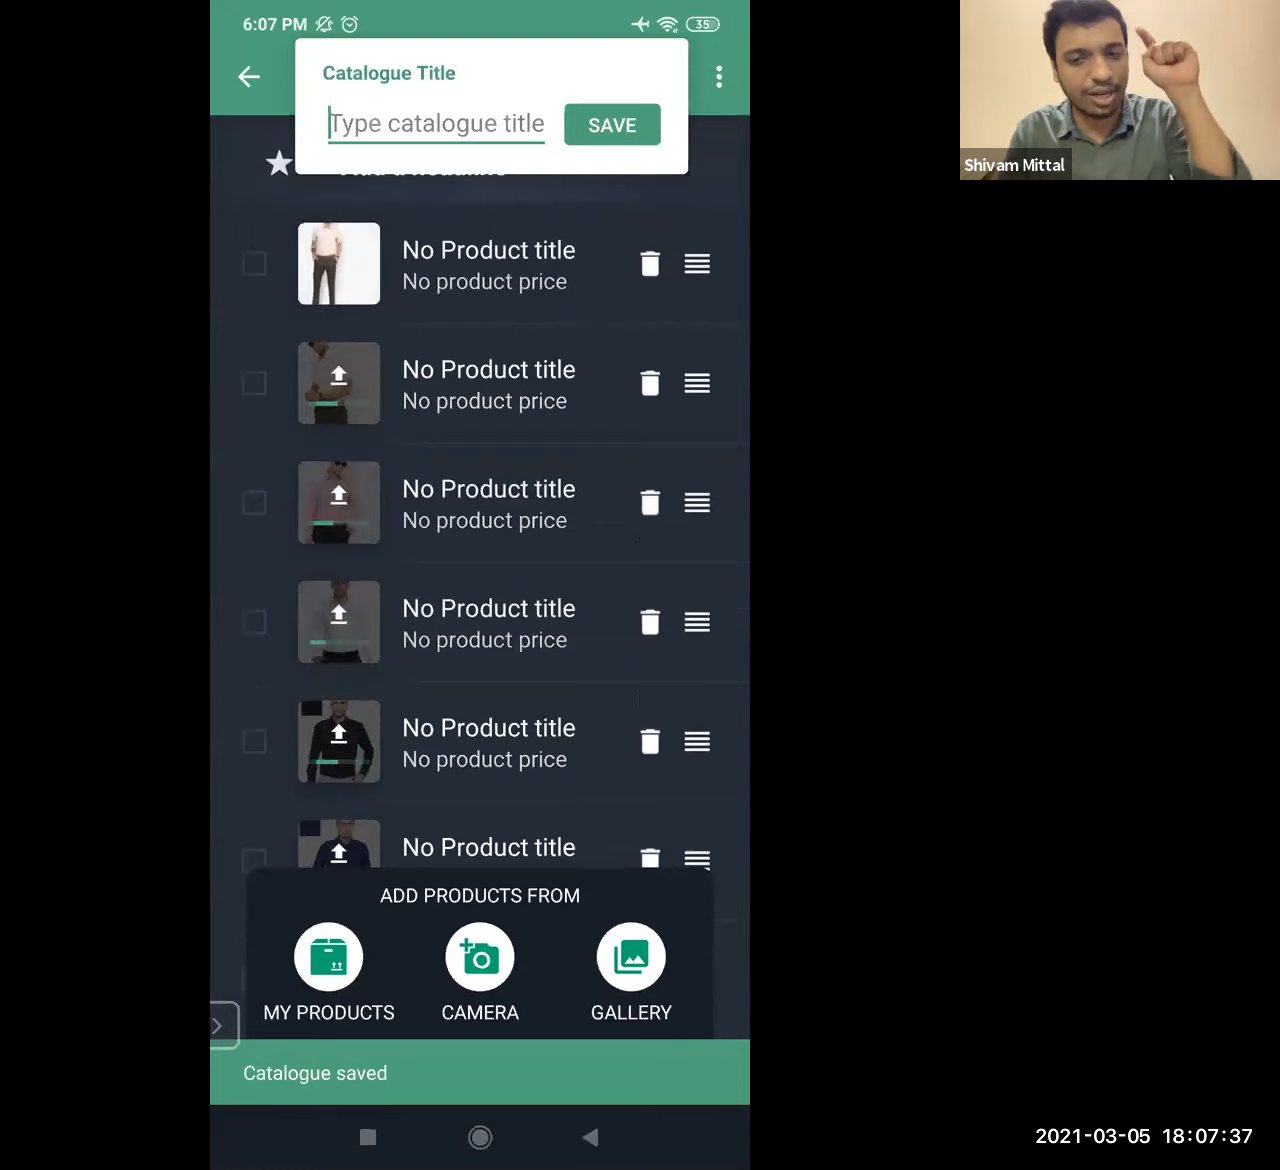 6:07 PM
35
Catalogue Title
Type catalogue title
SAVE
Shivam Mittal
No Product title
No product price
No Product title
No product price
No Product title
No product price
No Product title
No product price
No Product title
No product price
No Product title
ADD PRODUCTS FROM
MY PRODUCTS
CAMERA
GALLERY
Catalogue saved
2021-03-05 18:07:37